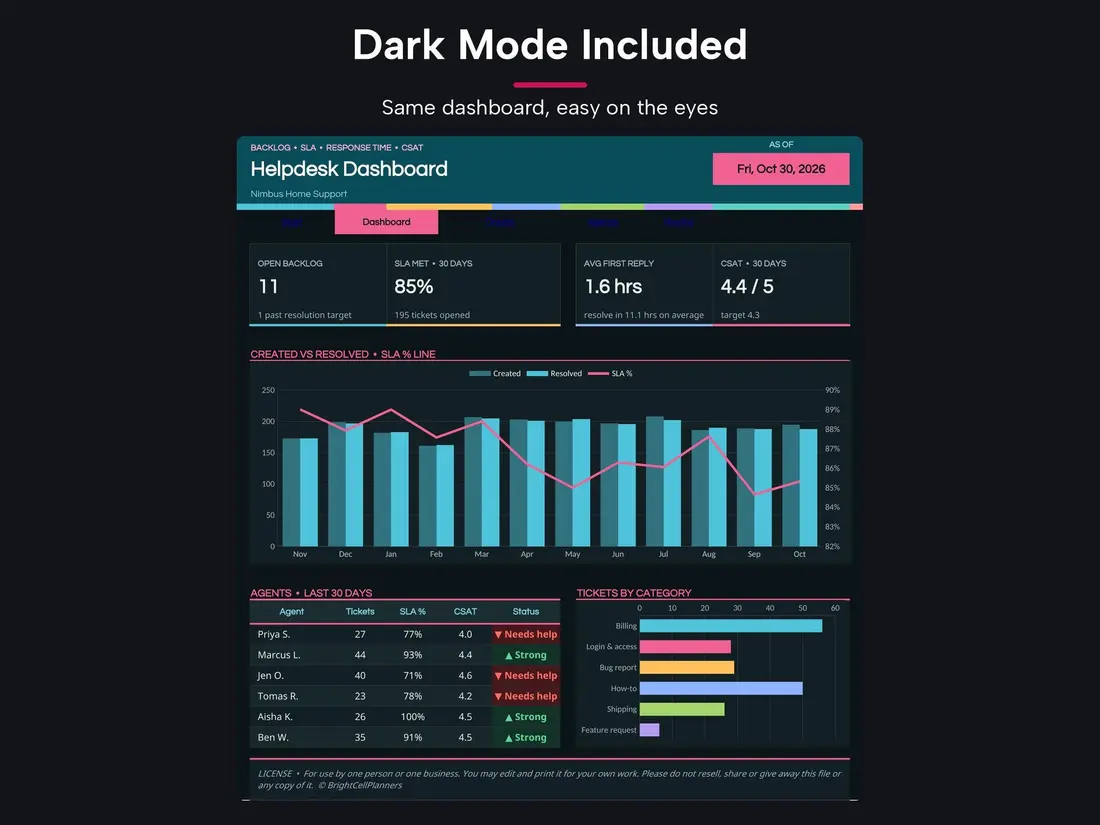 Dark Mode Included
Same dashboard, easy on the eyes
BACKLOG • SLA • RESPONSE TIME • CSAT
AS OF
Helpdesk Dashboard
Fri, Oct 30, 2026
Nimbus Home Support
Dashboard
OPEN BACKLOG
SLA MET • 30 DAYS
AVG FIRST REPLY
CSAT • 30 DAYS
11
85%
1.6 hrs
4.4 / 5
1 past resolution target
195 tickets opened
resolve in 11.1 hrs on average
target 4.3
CREATED VS RESOLVED • SLA % LINE
Created Resolved SLA %
250 90%
89%
200 88%
87%
150
86%
100 85%
84%
50
83%
0 82%
Nov Dec Jan Feb Mar Apr May Jun Jul Aug Sep Oct
AGENTS • LAST 30 DAYS
Agent Tickets SLA % CSAT Status
Priya S. 27 77% 4.0 ▼ Needs help
Marcus L. 44 93% 4.4 ▲ Strong
Jen O. 40 71% 4.6 ▼ Needs help
Tomas R. 23 78% 4.2 ▼ Needs help
Aisha K. 26 100% 4.5 ▲ Strong
Ben W. 35 91% 4.5 ▲ Strong
TICKETS BY CATEGORY
0 10 20 30 40 50 60
Billing
Login & access
Bug report
How-to
Shipping
Feature request
LICENSE • For use by one person or one business. You may edit and print it for your own work. Please do not resell, share or give away this file or
any copy of it. © BrightCellPlanners